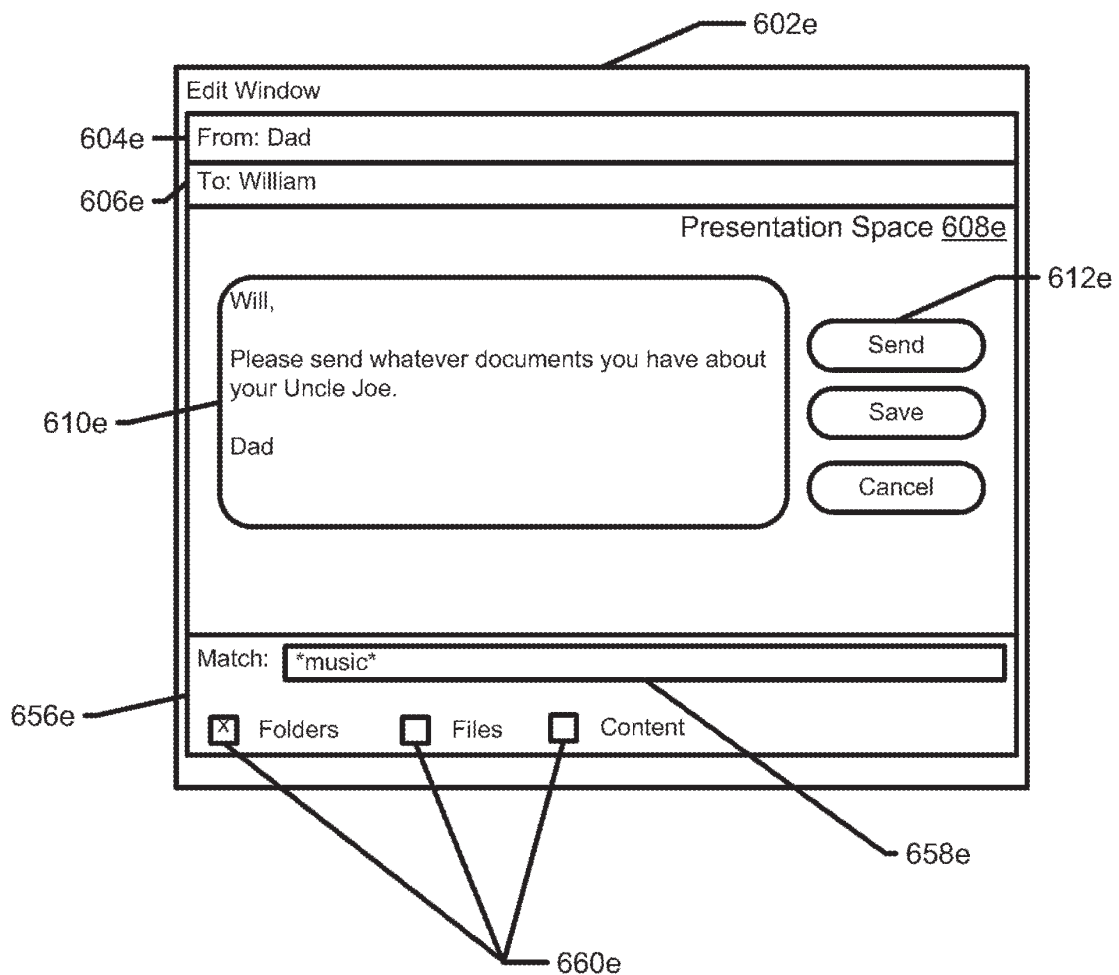 602e
Edit Window
604e
From: Dad
606e
To: William
Presentation Space 608e
612e
Will,
Please send whatever documents you have about
your Uncle Joe.
Dad
610e
Send
Save
Cancel
Match: *music*
656e
x Folders Files Content
658e
660e